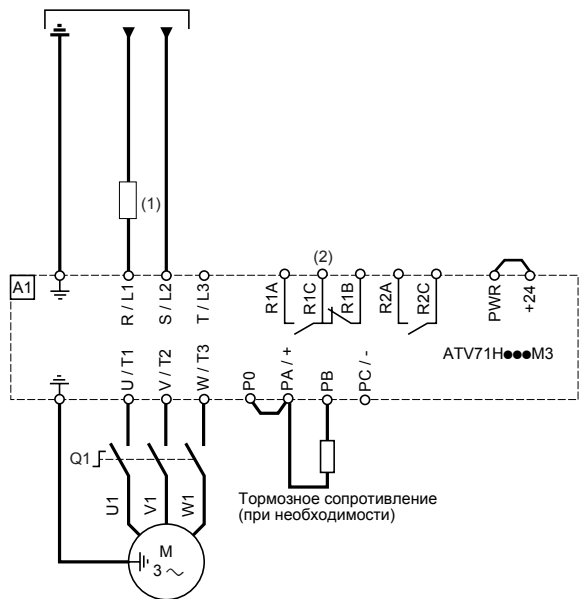 (1)
(2)
A1
R / L1
S / L2
T / L3
R1A
R1C
R1B
R2A
R2C
PWR
+24
ATV71H●●●M3
U / T1
V / T2
W / T3
P0
PA / +
PB
PC / -
Q1
U1
V1
W1
Тормозное сопротивление
(при необходимости)
M
3 ~